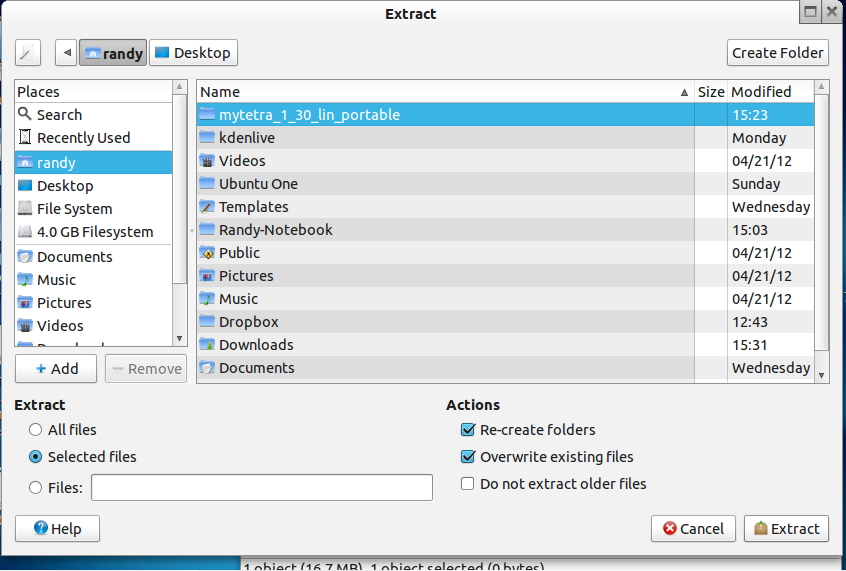 Extract
randy Desktop Create Folder
Places
Search
Recently Used
randy
Desktop
File System
4.0 GB Filesystem
Documents
Music
Pictures
Videos
Name Size Modified
mytetra_1_30_lin_portable 15:23
kdenlive Monday
Videos 04/21/12
Ubuntu One Sunday
Templates Wednesday
Randy-Notebook 15:03
Public 04/21/12
Pictures 04/21/12
Music 04/21/12
Dropbox 12:43
Downloads 15:31
Documents Wednesday
+ Add − Remove
Extract
All files
Selected files
Files:
Actions
Re-create folders
Overwrite existing files
Do not extract older files
Help Cancel Extract
1 object (16.7 MB), 1 object selected (0 bytes)